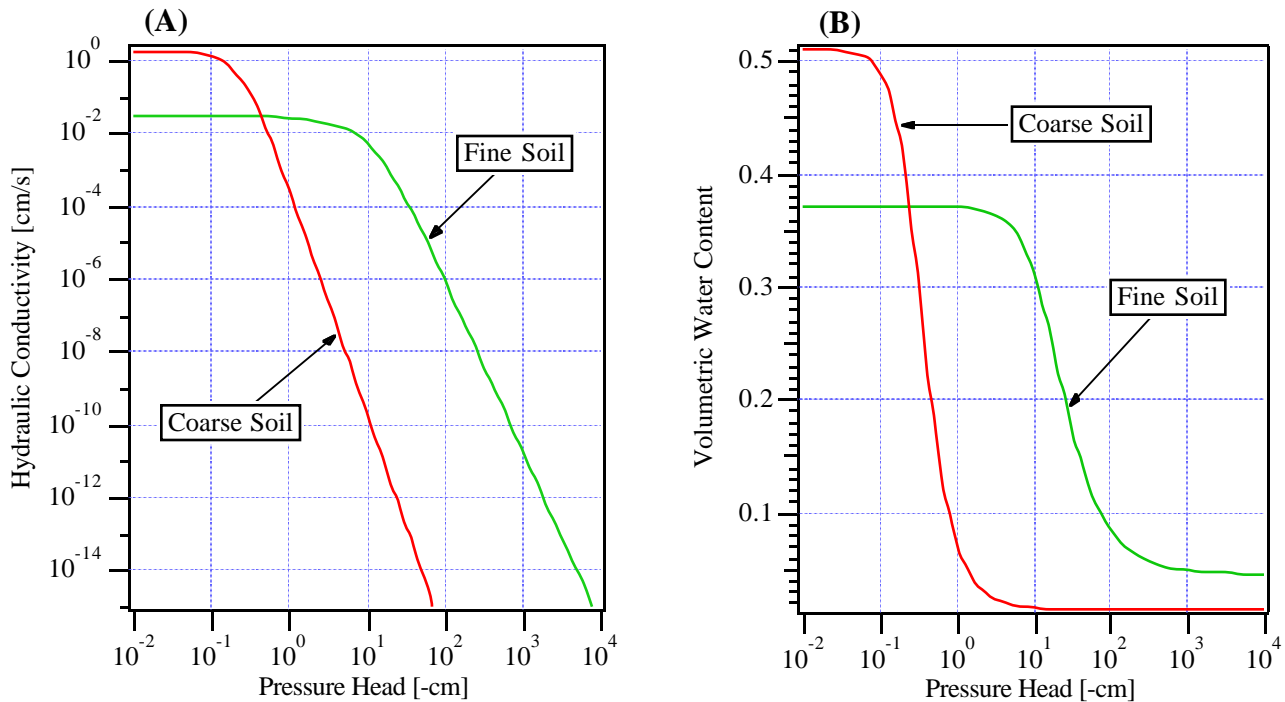 (A)
Hydraulic Conductivity [cm/s]
10^0
10^-2
10^-4
10^-6
10^-8
10^-10
10^-12
10^-14
Fine Soil
Coarse Soil
10^-2 10^-1 10^0 10^1 10^2 10^3 10^4
Pressure Head [-cm]
(B)
Volumetric Water Content
0.5
0.4
0.3
0.2
0.1
Coarse Soil
Fine Soil
10^-2 10^-1 10^0 10^1 10^2 10^3 10^4
Pressure Head [-cm]